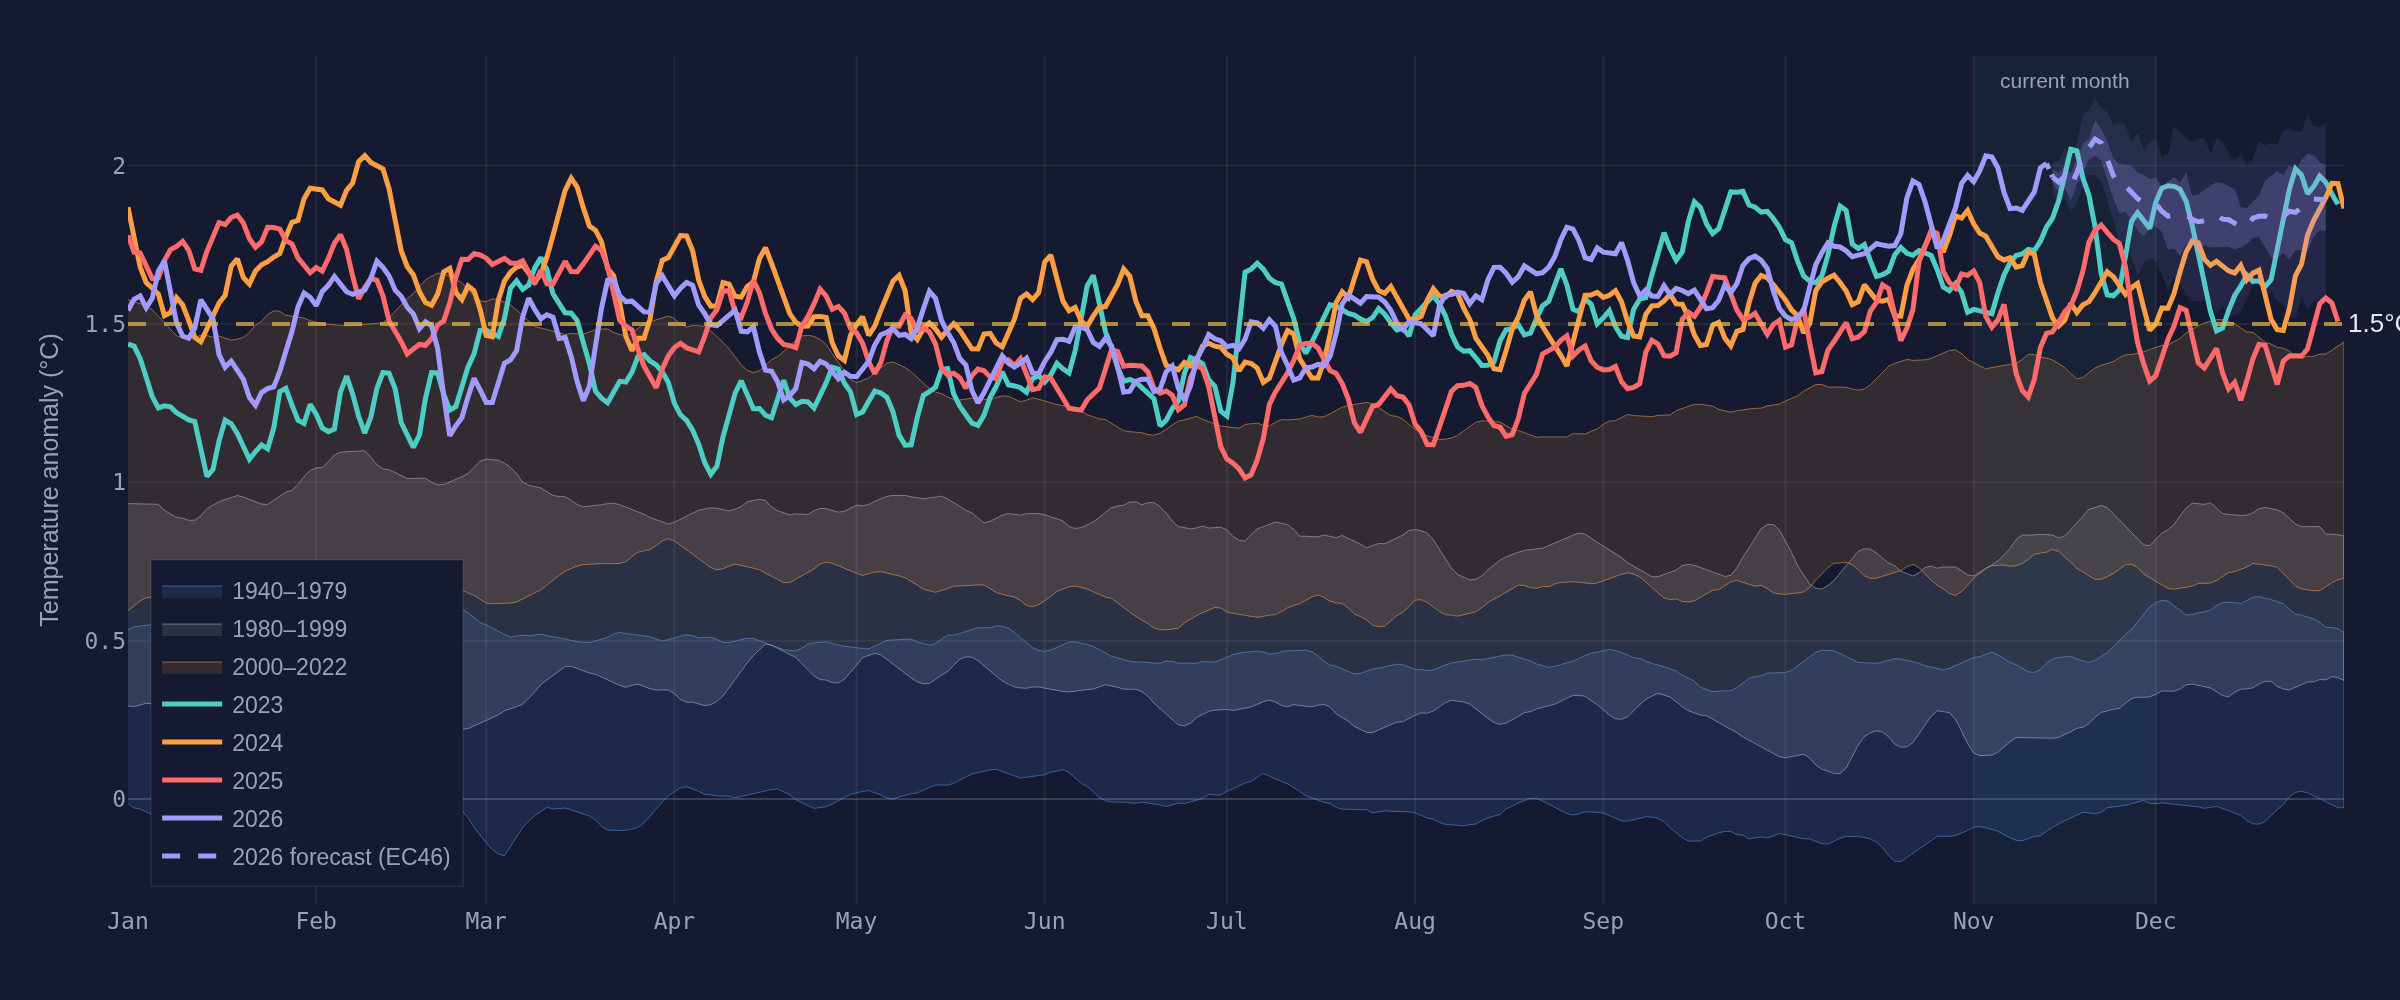 current month
Temperature anomaly (°C)
2
1.5
1
0.5
0
1.5°C
1940–1979
1980–1999
2000–2022
2023
2024
2025
2026
2026 forecast (EC46)
Jan Feb Mar Apr May Jun Jul Aug Sep Oct Nov Dec